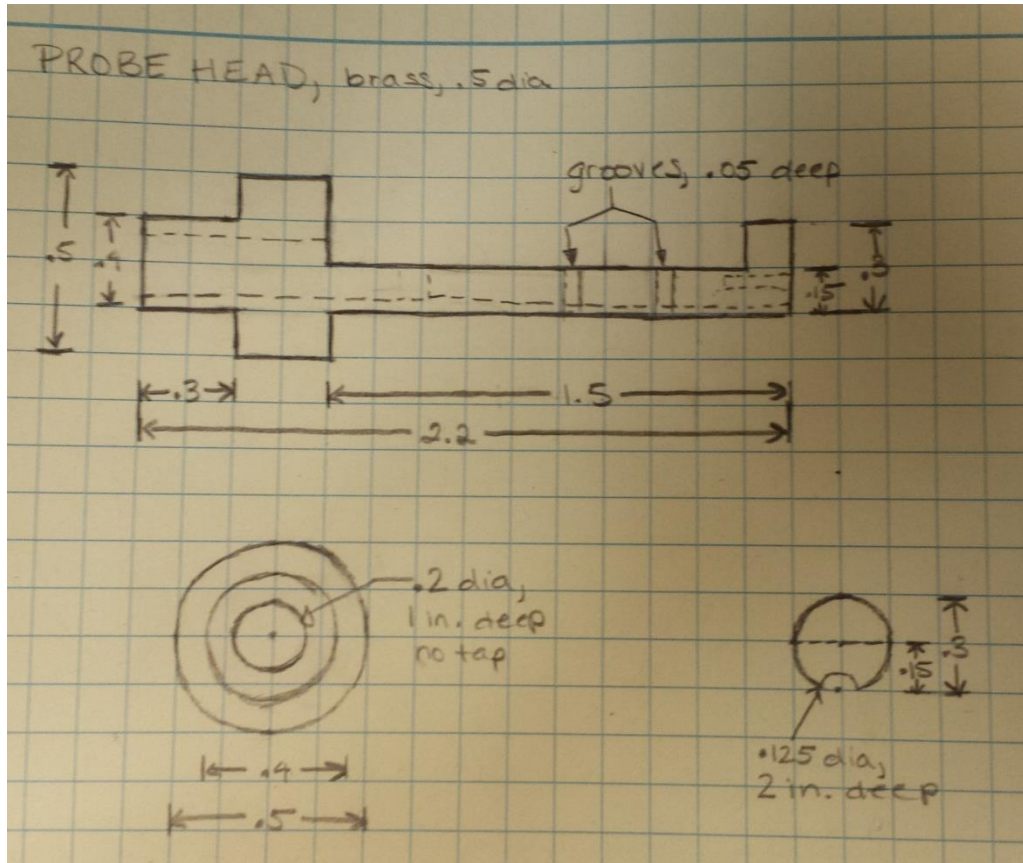 PROBE HEAD, brass, .5 dia
grooves, .05 deep
.5
.4
.15
.3
.3
1.5
2.2
.2 dia,
1 in. deep
no tap
.3
.15
.125 dia,
2 in. deep
.4
.5